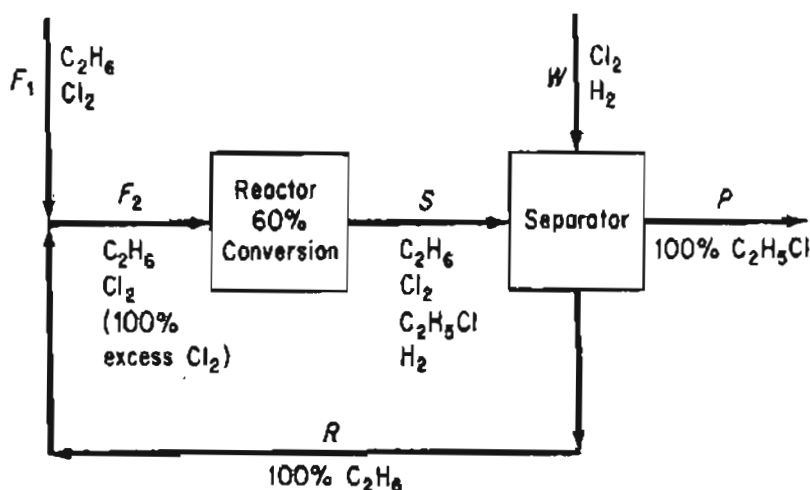 F₁
C₂H₆
Cl₂
W
Cl₂
H₂
F₂
Reactor
60%
Conversion
S
Separator
P
100% C₂H₅Cl
C₂H₆
Cl₂
(100%
excess Cl₂)
C₂H₆
Cl₂
C₂H₅Cl
H₂
R
100% C₂H₆